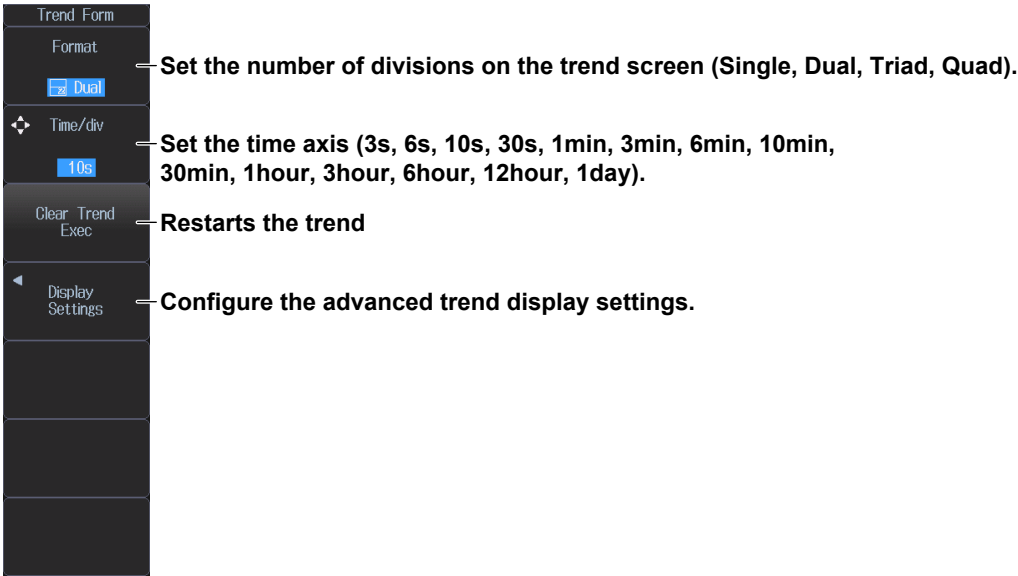 Trend Form
Format
Dual
Set the number of divisions on the trend screen (Single, Dual, Triad, Quad).
Time/div
10s
Set the time axis (3s, 6s, 10s, 30s, 1min, 3min, 6min, 10min,
30min, 1hour, 3hour, 6hour, 12hour, 1day).
Clear Trend
Exec
Restarts the trend
Display
Settings
Configure the advanced trend display settings.